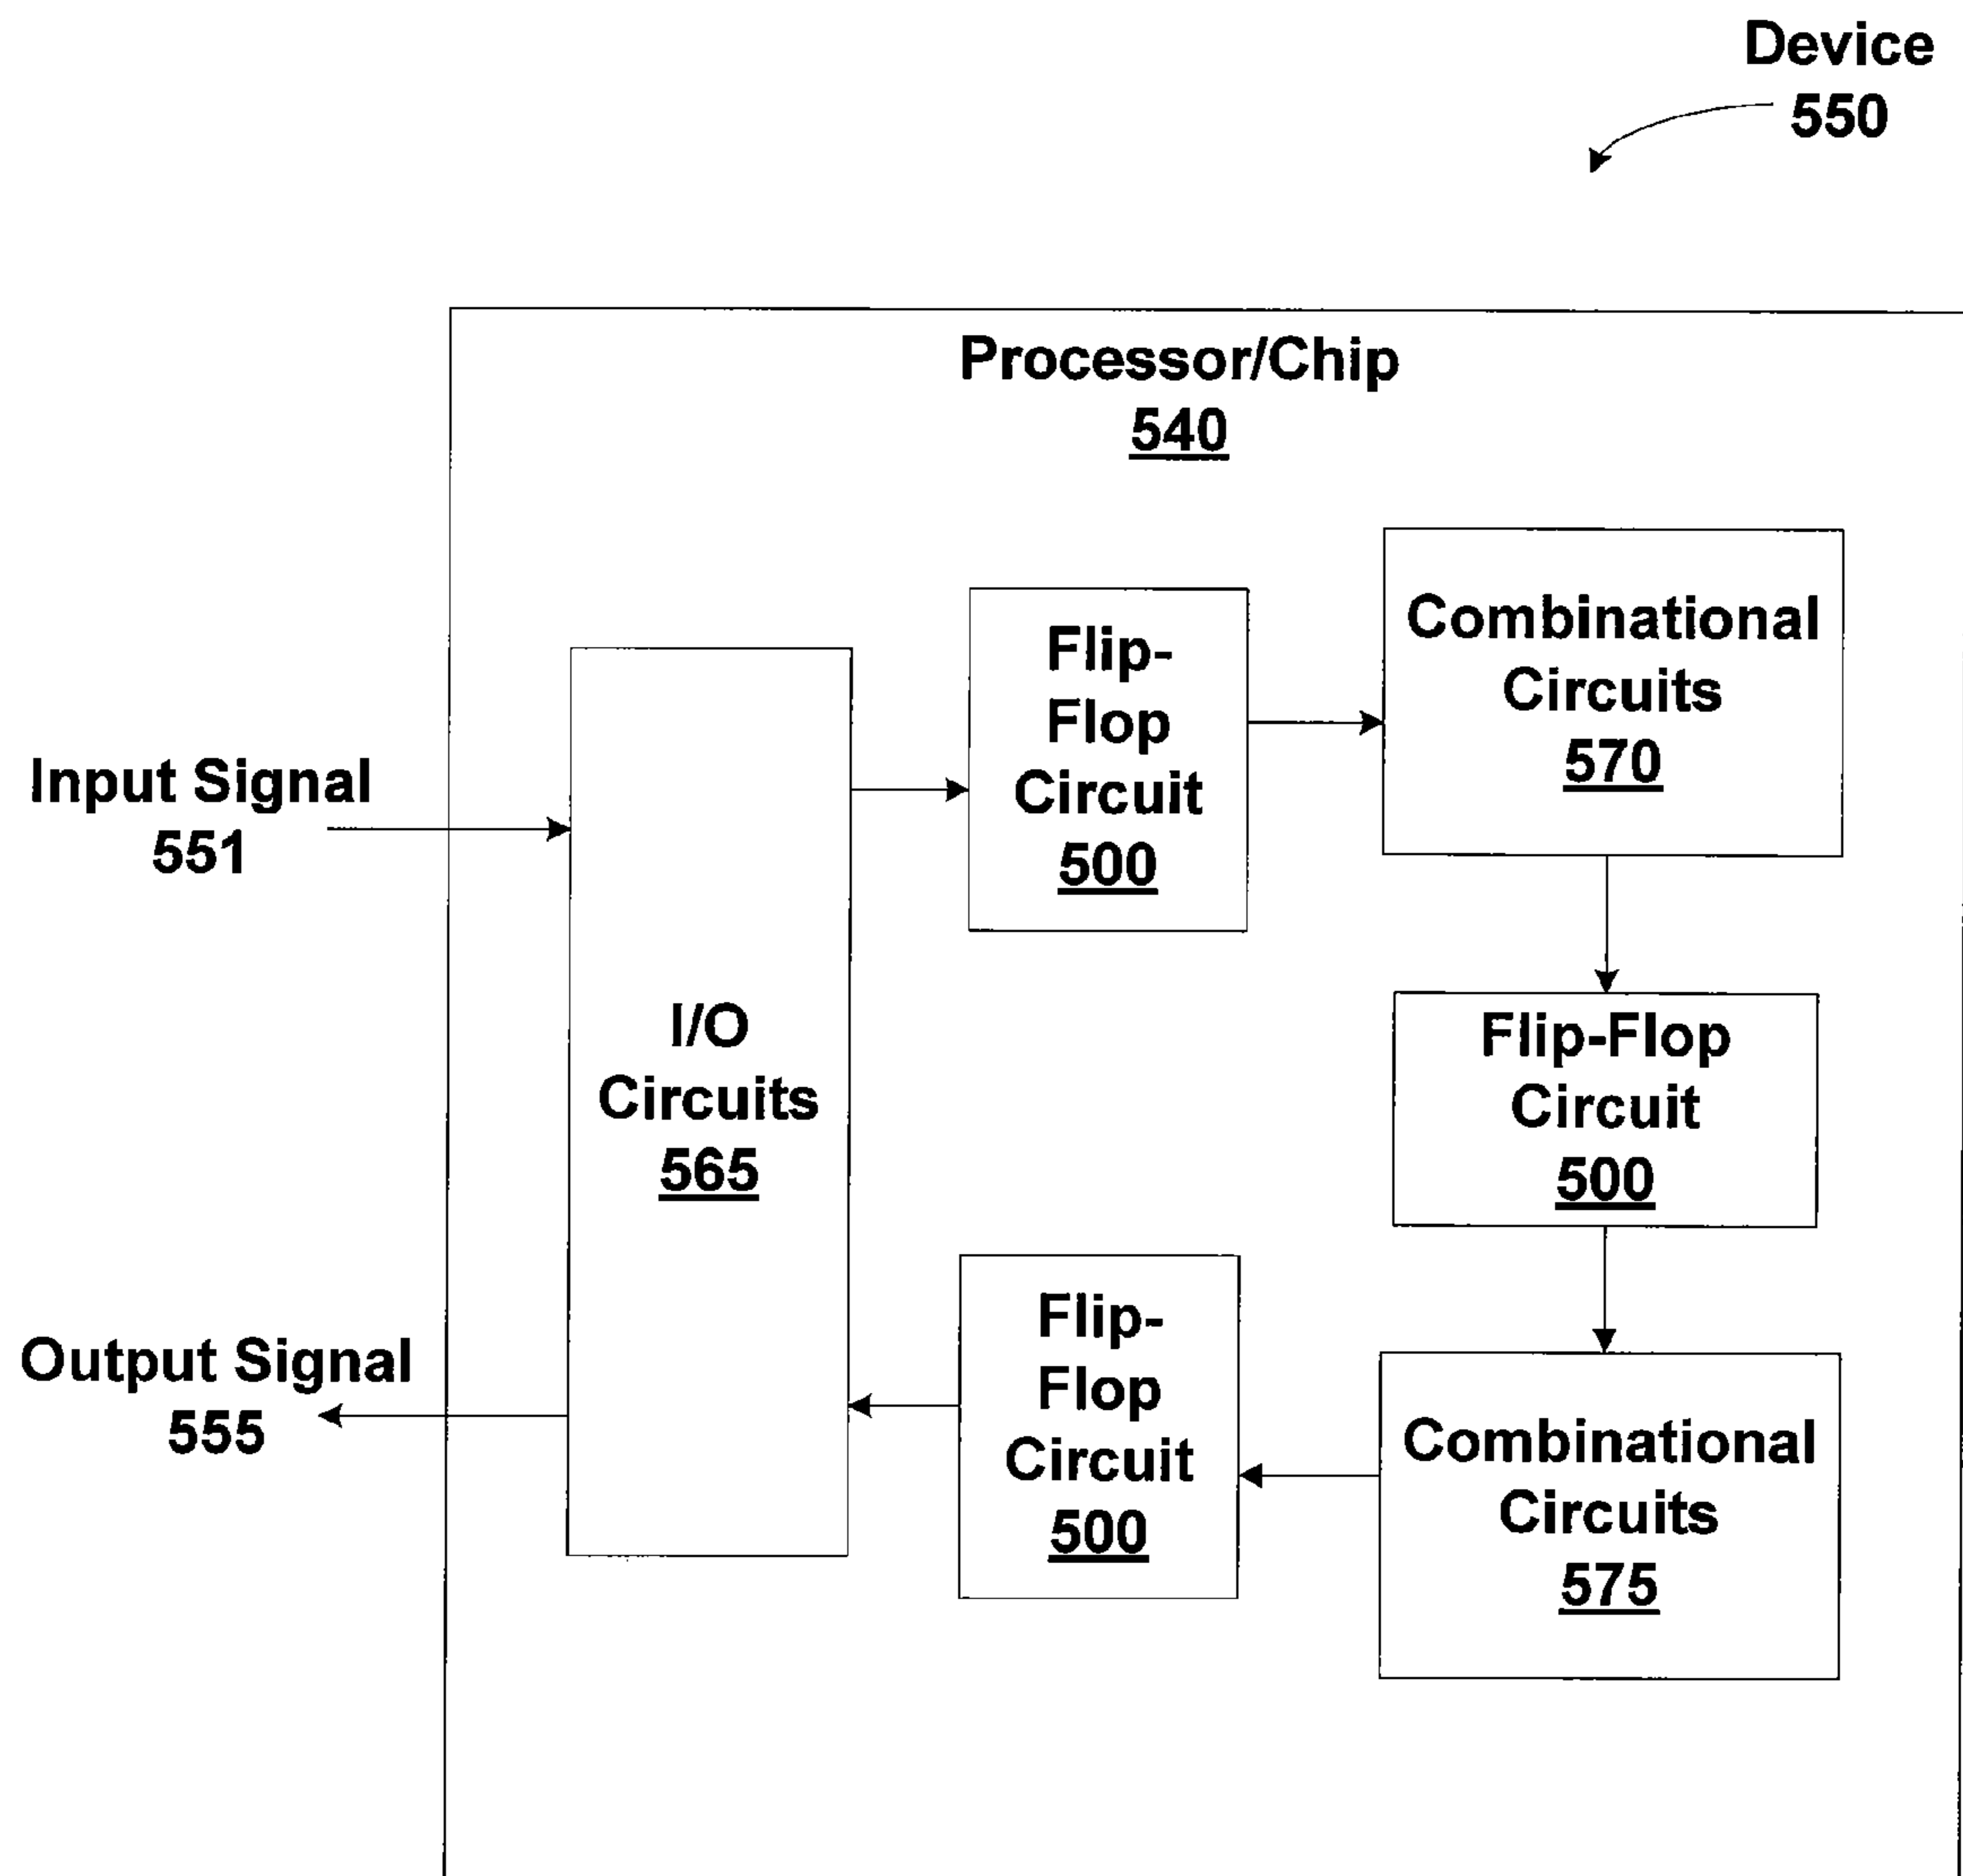 Device
550
Processor/Chip
540
Input Signal
551
Output Signal
555
I/O
Circuits
565
Flip-
Flop
Circuit
500
Combinational
Circuits
570
Flip-Flop
Circuit
500
Combinational
Circuits
575
Flip-
Flop
Circuit
500